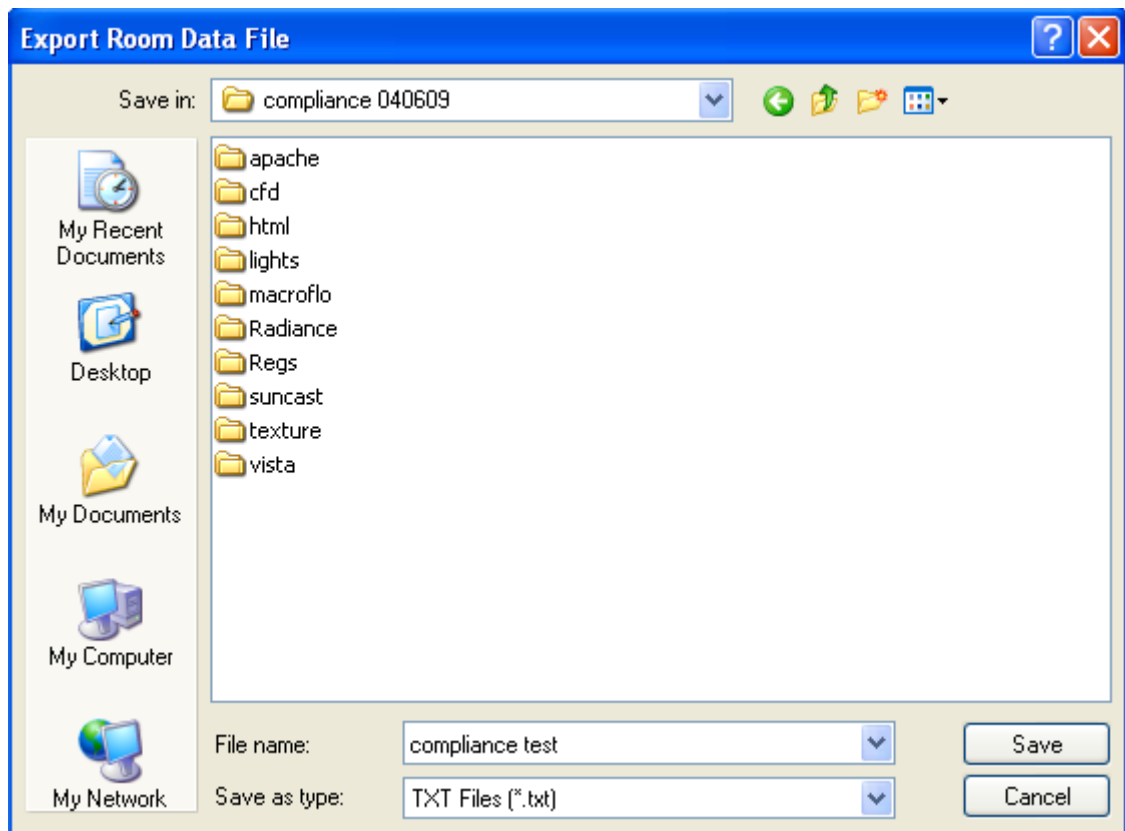 Export Room Data File
Save in:
compliance 040609
My Recent
Documents
Desktop
My Documents
My Computer
My Network
apache
cfd
html
lights
macroflo
Radiance
Regs
suncast
texture
vista
File name:
compliance test
Save
Save as type:
TXT Files (*.txt)
Cancel